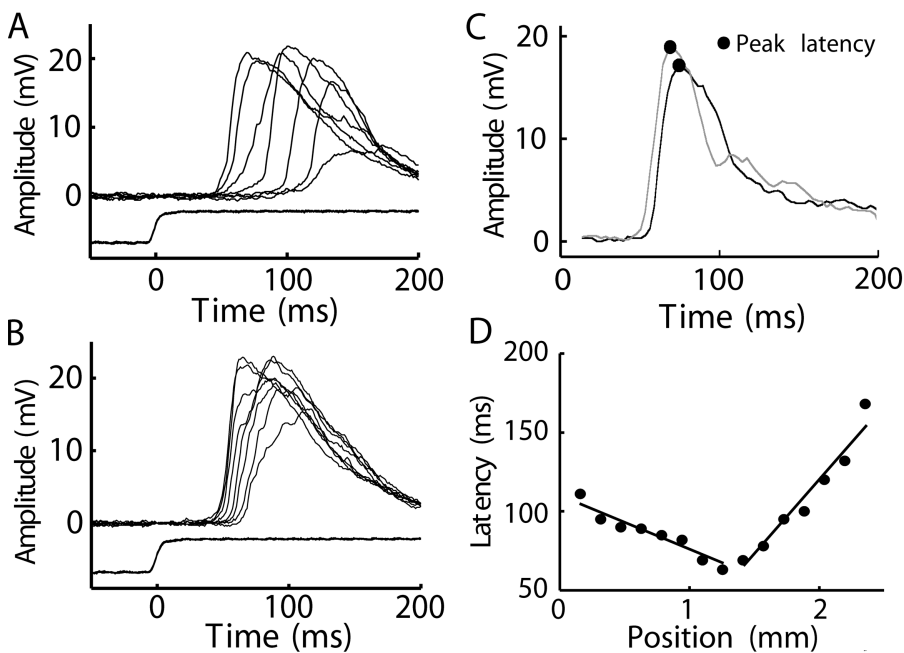 A
Amplitude (mV)
20
10
0
0 100 200
Time (ms)
B
Amplitude (mV)
20
10
0
0 100 200
Time (ms)
C
Amplitude (mV)
20
10
0
Peak latency
0 100 200
Time (ms)
D
Latency (ms)
200
150
100
50
0 1 2
Position (mm)